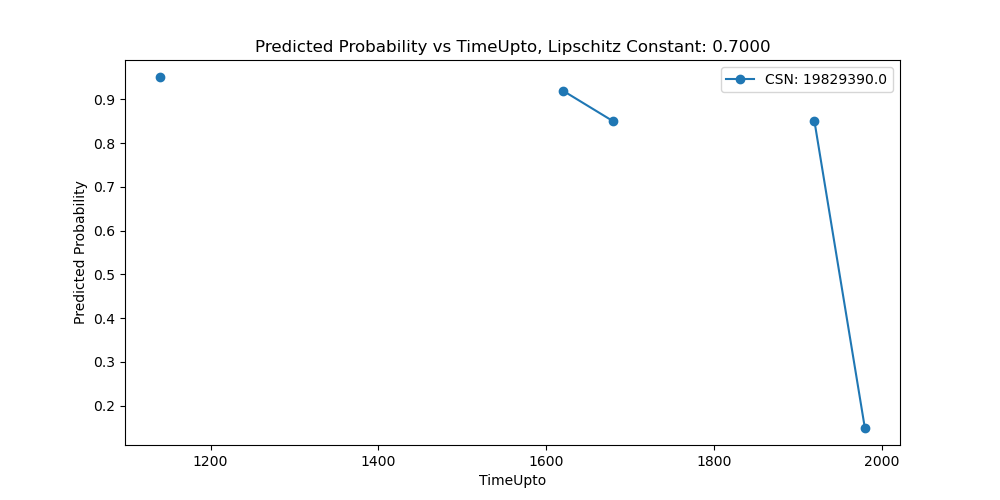 Predicted Probability vs TimeUpto, Lipschitz Constant: 0.7000
CSN: 19829390.0
Predicted Probability
0.9
0.8
0.7
0.6
0.5
0.4
0.3
0.2
1200 1400 1600 1800 2000
TimeUpto